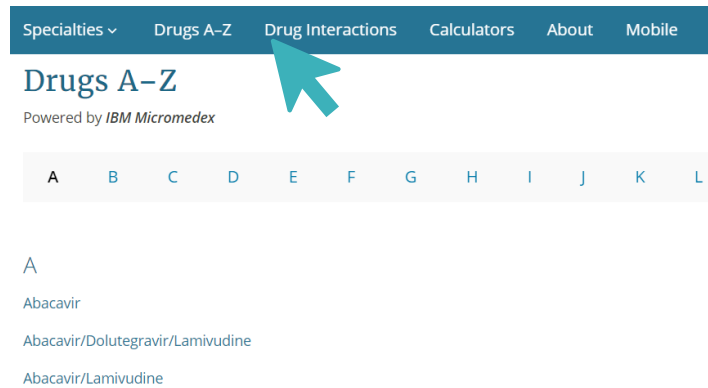 Specialties Drugs A–Z Drug Interactions Calculators About Mobile
Drugs A–Z
Powered by IBM Micromedex
A B C D E F G H I J K L
A
Abacavir
Abacavir/Dolutegravir/Lamivudine
Abacavir/Lamivudine